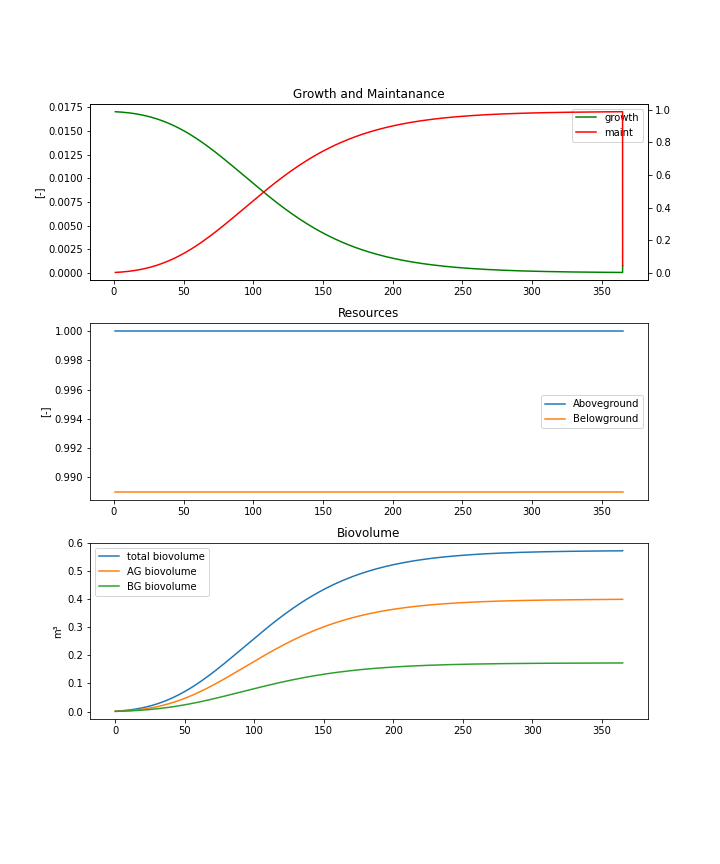 Growth and Maintanance
0.0175
0.0150
0.0125
0.0100
0.0075
0.0050
0.0025
0.0000
[-]
1.0
0.8
0.6
0.4
0.2
0.0
growth
maint
0 50 100 150 200 250 300 350
Resources
1.000
0.998
0.996
0.994
0.992
0.990
[-]
Aboveground
Belowground
0 50 100 150 200 250 300 350
Biovolume
0.6
0.5
0.4
0.3
0.2
0.1
0.0
m³
total biovolume
AG biovolume
BG biovolume
0 50 100 150 200 250 300 350